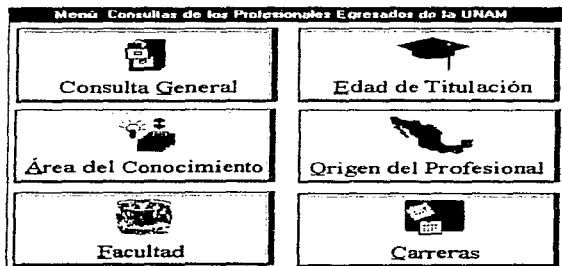 Menú Consultas de los Profesionales Egresados de la UNAM
Consulta General
Edad de Titulación
Área del Conocimiento
Origen del Profesional
Facultad
Carreras